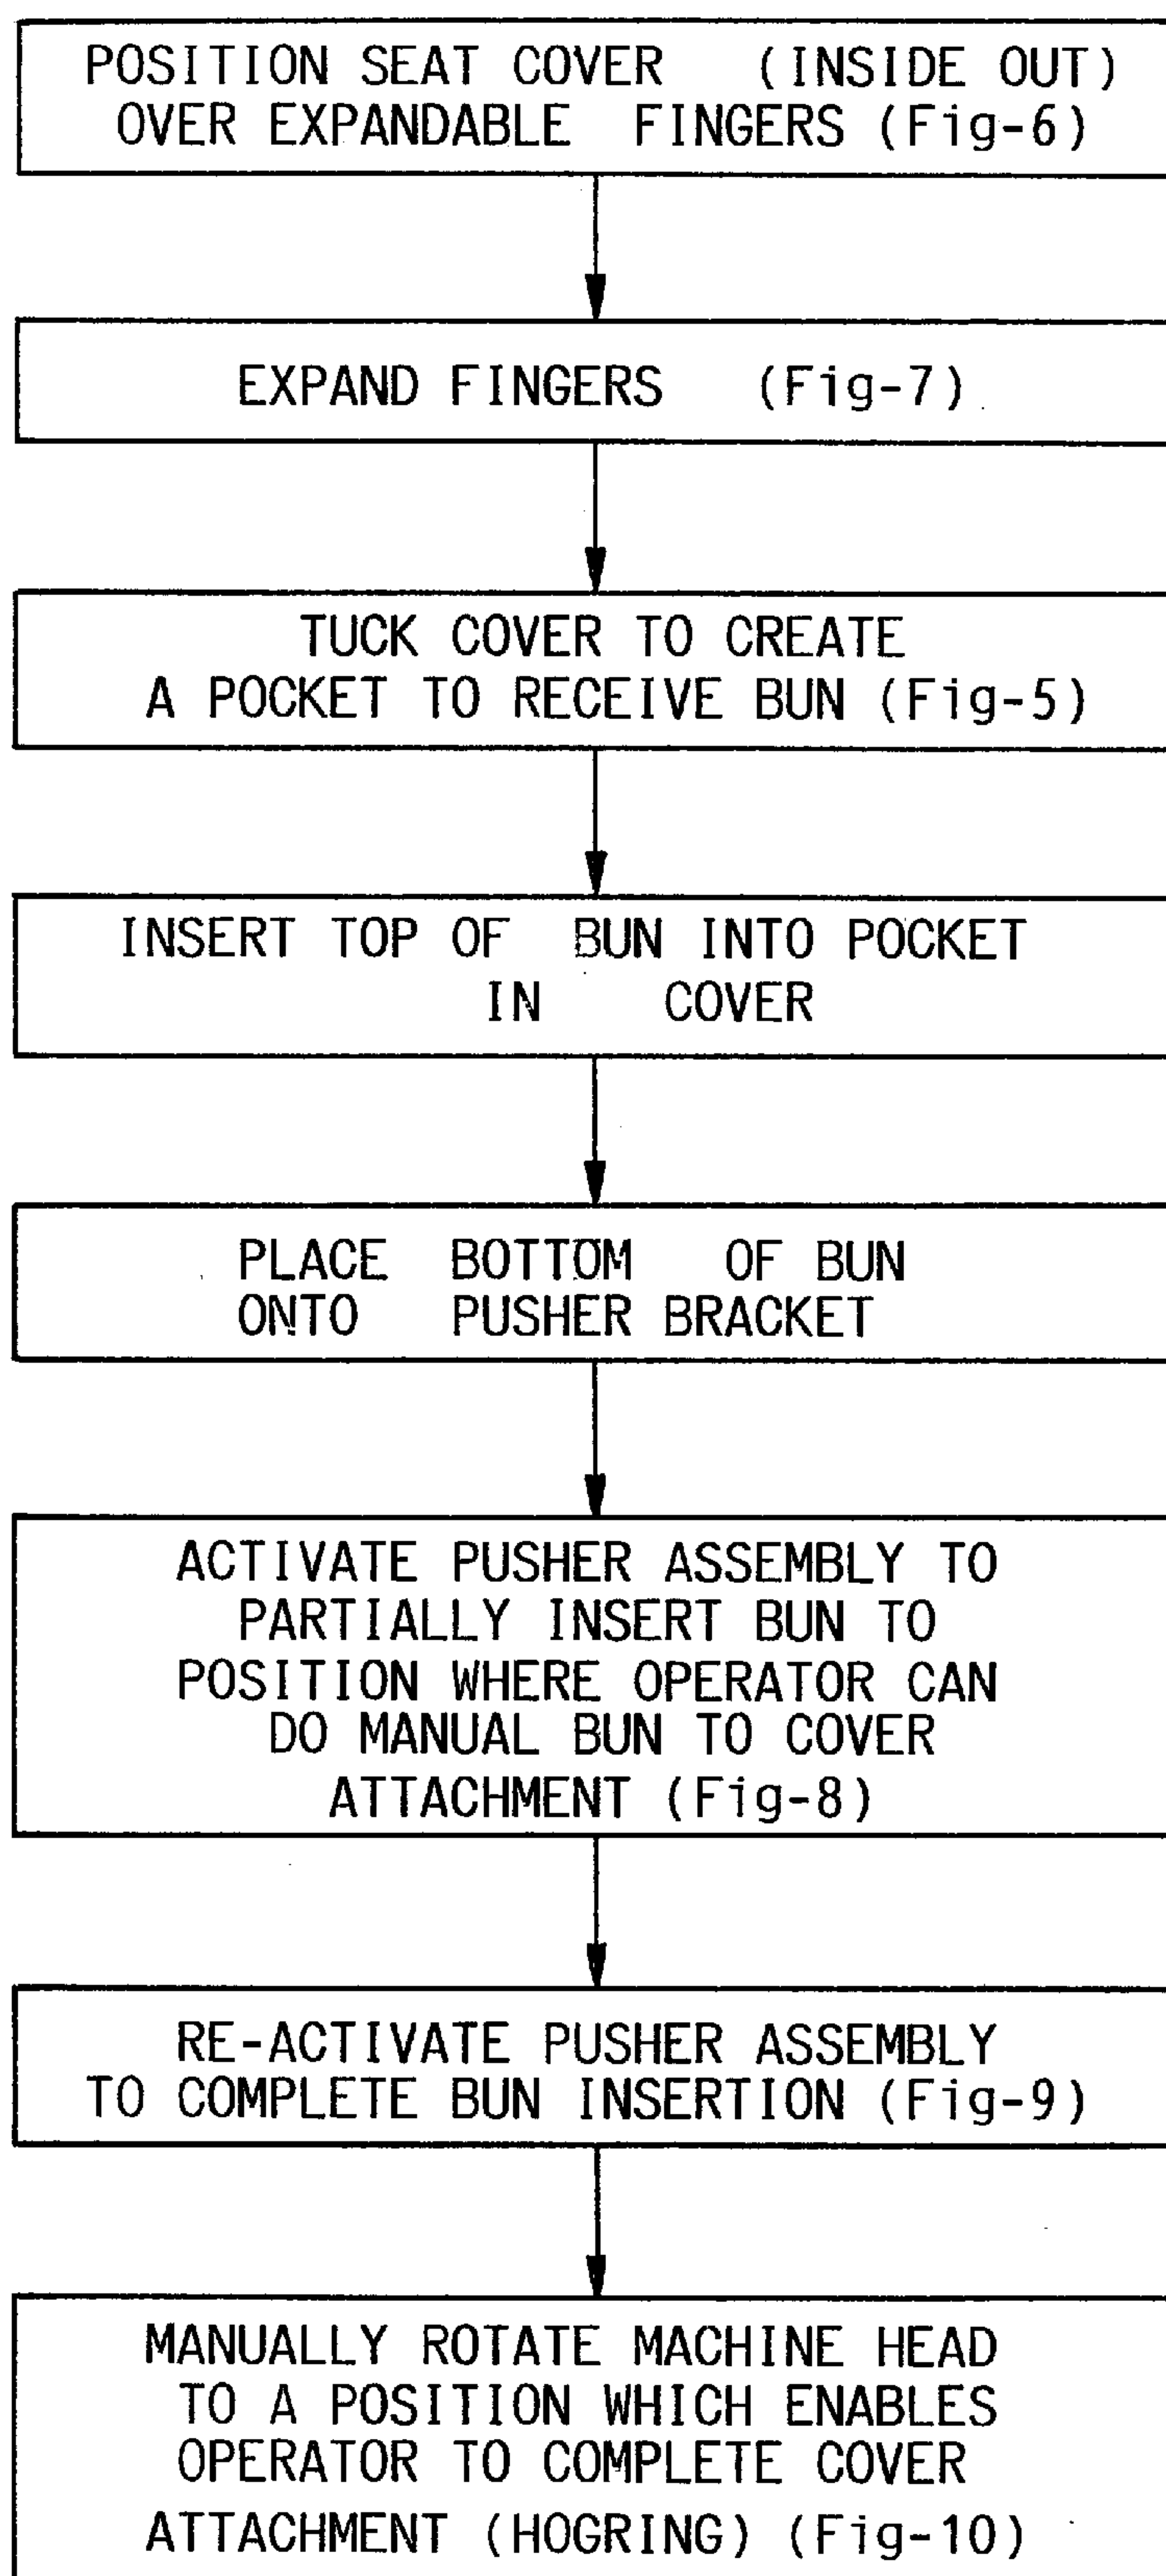 POSITION SEAT COVER (INSIDE OUT)
OVER EXPANDABLE FINGERS (Fig-6)
EXPAND FINGERS (Fig-7)
TUCK COVER TO CREATE
A POCKET TO RECEIVE BUN (Fig-5)
INSERT TOP OF BUN INTO POCKET
IN COVER
PLACE BOTTOM OF BUN
ONTO PUSHER BRACKET
ACTIVATE PUSHER ASSEMBLY TO
PARTIALLY INSERT BUN TO
POSITION WHERE OPERATOR CAN
DO MANUAL BUN TO COVER
ATTACHMENT (Fig-8)
RE-ACTIVATE PUSHER ASSEMBLY
TO COMPLETE BUN INSERTION (Fig-9)
MANUALLY ROTATE MACHINE HEAD
TO A POSITION WHICH ENABLES
OPERATOR TO COMPLETE COVER
ATTACHMENT (HOGRING) (Fig-10)